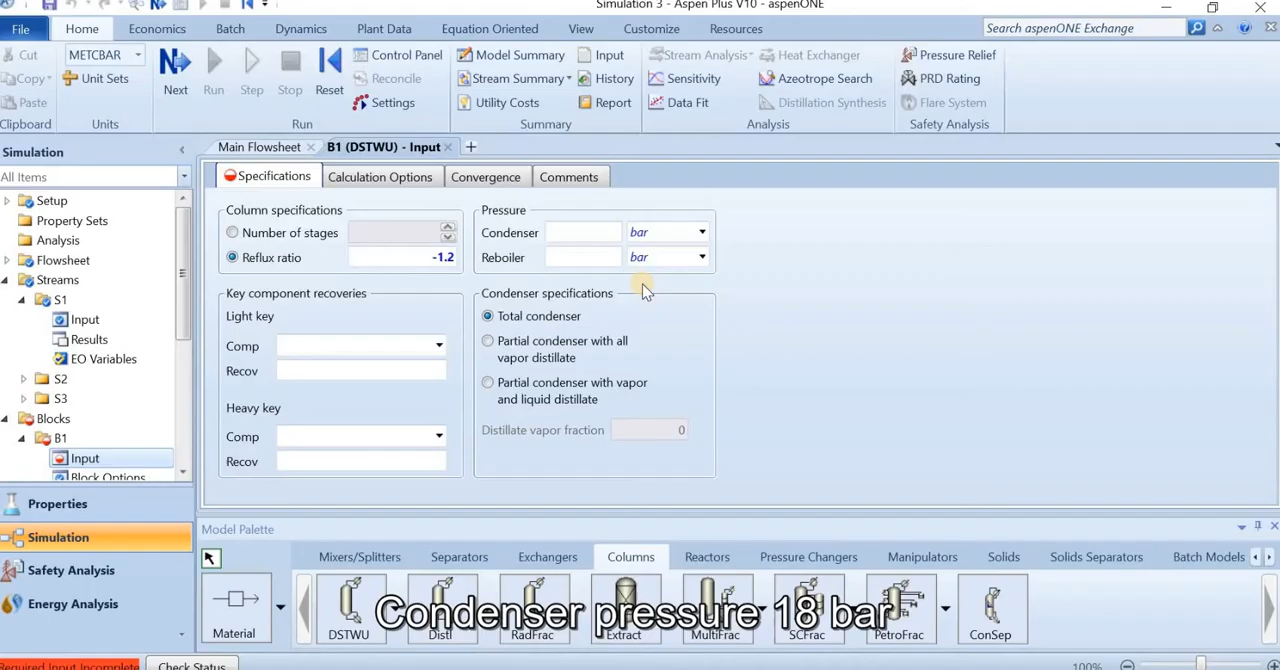 Simulation 3 - Aspen Plus V10 - aspenONE
File Home Economics Batch Dynamics Plant Data Equation Oriented View Customize Resources Search aspenONE Exchange
Cut METCBAR Control Panel Model Summary Input Stream Analysis Heat Exchanger Pressure Relief
Copy Unit Sets Reconcile Stream Summary History Sensitivity Azeotrope Search PRD Rating
Paste Next Run Step Stop Reset Settings Utility Costs Report Data Fit Distillation Synthesis Flare System
Clipboard Units Run Summary Analysis Safety Analysis
Simulation Main Flowsheet B1 (DSTWU) - Input
All Items Specifications Calculation Options Convergence Comments
Setup
Property Sets
Analysis
Flowsheet
Streams
S1
Input
Results
EO Variables
S2
S3
Blocks
B1
Input
Block Options
Column specifications
Number of stages
Reflux ratio -1.2
Pressure
Condenser bar
Reboiler bar
Key component recoveries
Light key
Comp
Recov
Heavy key
Comp
Recov
Condenser specifications
Total condenser
Partial condenser with all
vapor distillate
Partial condenser with vapor
and liquid distillate
Distillate vapor fraction 0
Properties
Simulation
Safety Analysis
Energy Analysis
Model Palette
Mixers/Splitters Separators Exchangers Columns Reactors Pressure Changers Manipulators Solids Solids Separators Batch Models
Material DSTWU Distl RadFrac Extract MultiFrac SCFrac PetroFrac ConSep
Condenser pressure 18 bar
Required Input Incomplete Check Status 100%